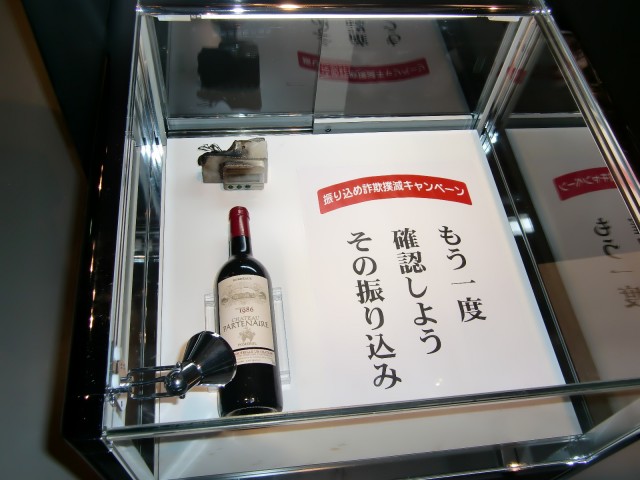 振り込め詐欺撲滅キャンペーン
もう一度
確認しよう
その振り込み
1986
CHATEAU
PARTENAIRE